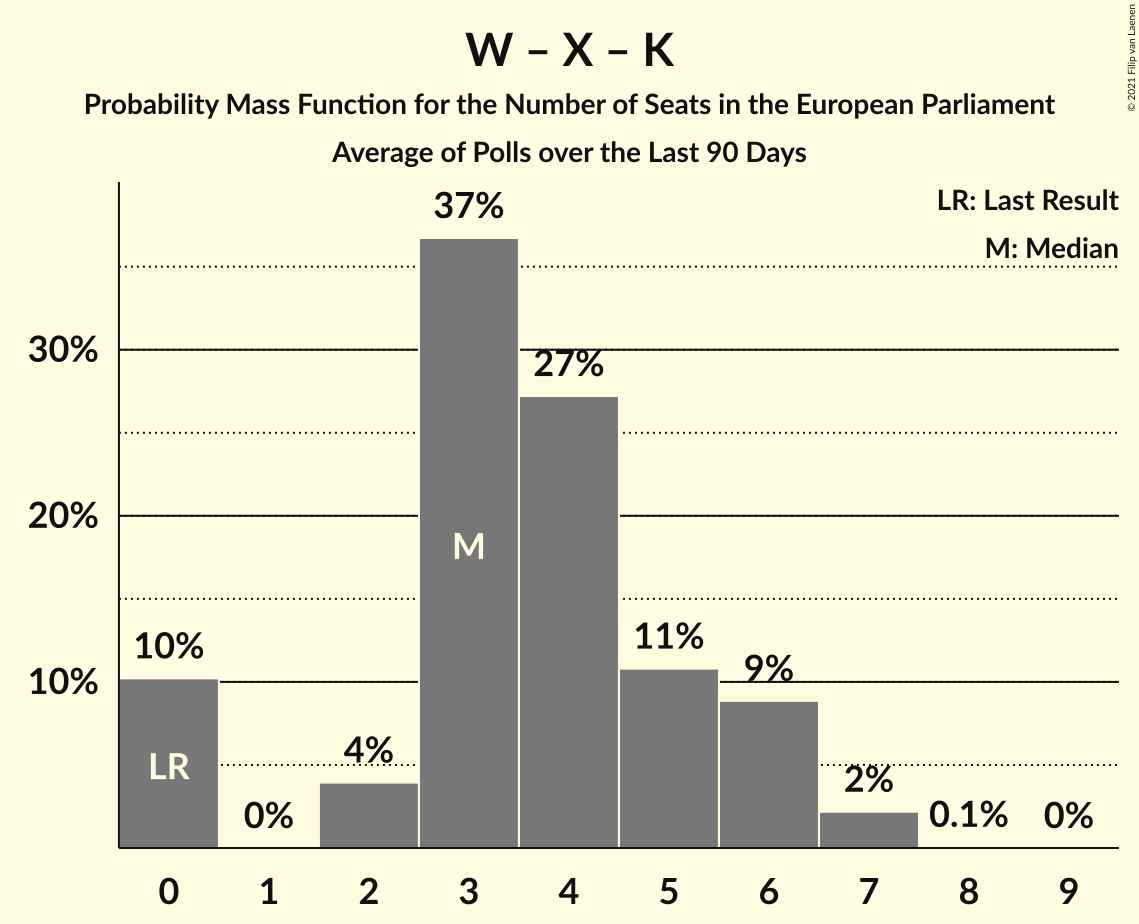 W – X – K
Probability Mass Function for the Number of Seats in the European Parliament
Average of Polls over the Last 90 Days
© 2021 Filip van Laenen
LR: Last Result
M: Median
37%
30%
27%
20%
M
10%
11%
9%
10%
LR
4%
2%
0%
0.1%
0%
0 1 2 3 4 5 6 7 8 9